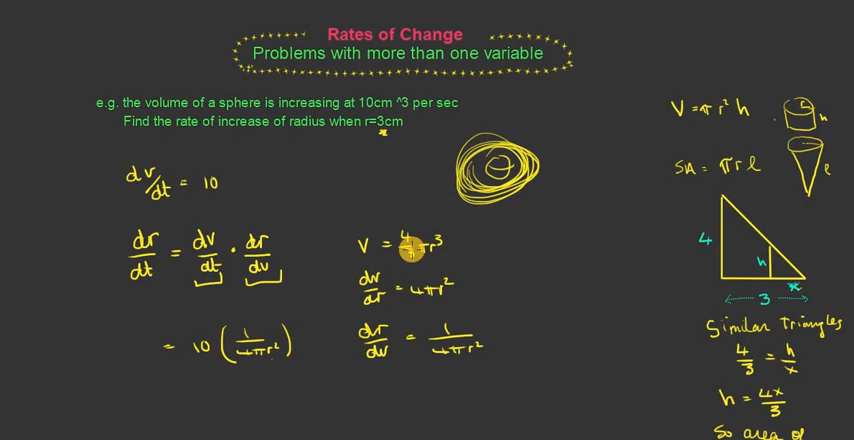 Rates of Change
Problems with more than one variable
e.g. the volume of a sphere is increasing at 10cm ^3 per sec
Find the rate of increase of radius when r=3cm
dv/dt = 10
dr/dt = dv/dt · dr/dv
= 10 (1/4πr²)
V = 4/3 πr³
dv/dr = 4πr²
dr/dv = 1/4πr²
V = πr²h
h
SA = πrl
l
4
h
x
3
Similar Triangles
4/3 = h/x
h = 4x/3
So area of